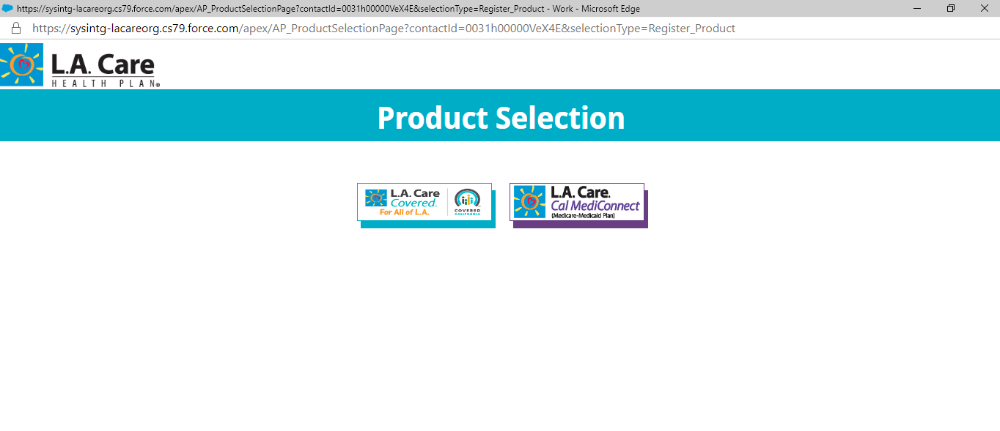 https://sysintg-lacareorg.cs79.force.com/apex/AP_ProductSelectionPage?contactId=0031h00000VeX4E&selectionType=Register_Product - Work - Microsoft Edge
https://sysintg-lacareorg.cs79.force.com/apex/AP_ProductSelectionPage?contactId=0031h00000VeX4E&selectionType=Register_Product
L.A. Care
HEALTH PLAN®
Product Selection
L.A. Care
Covered™
For All of L.A.
COVERED
CALIFORNIA
L.A. Care.
Cal MediConnect
(Medicare-Medicaid Plan)